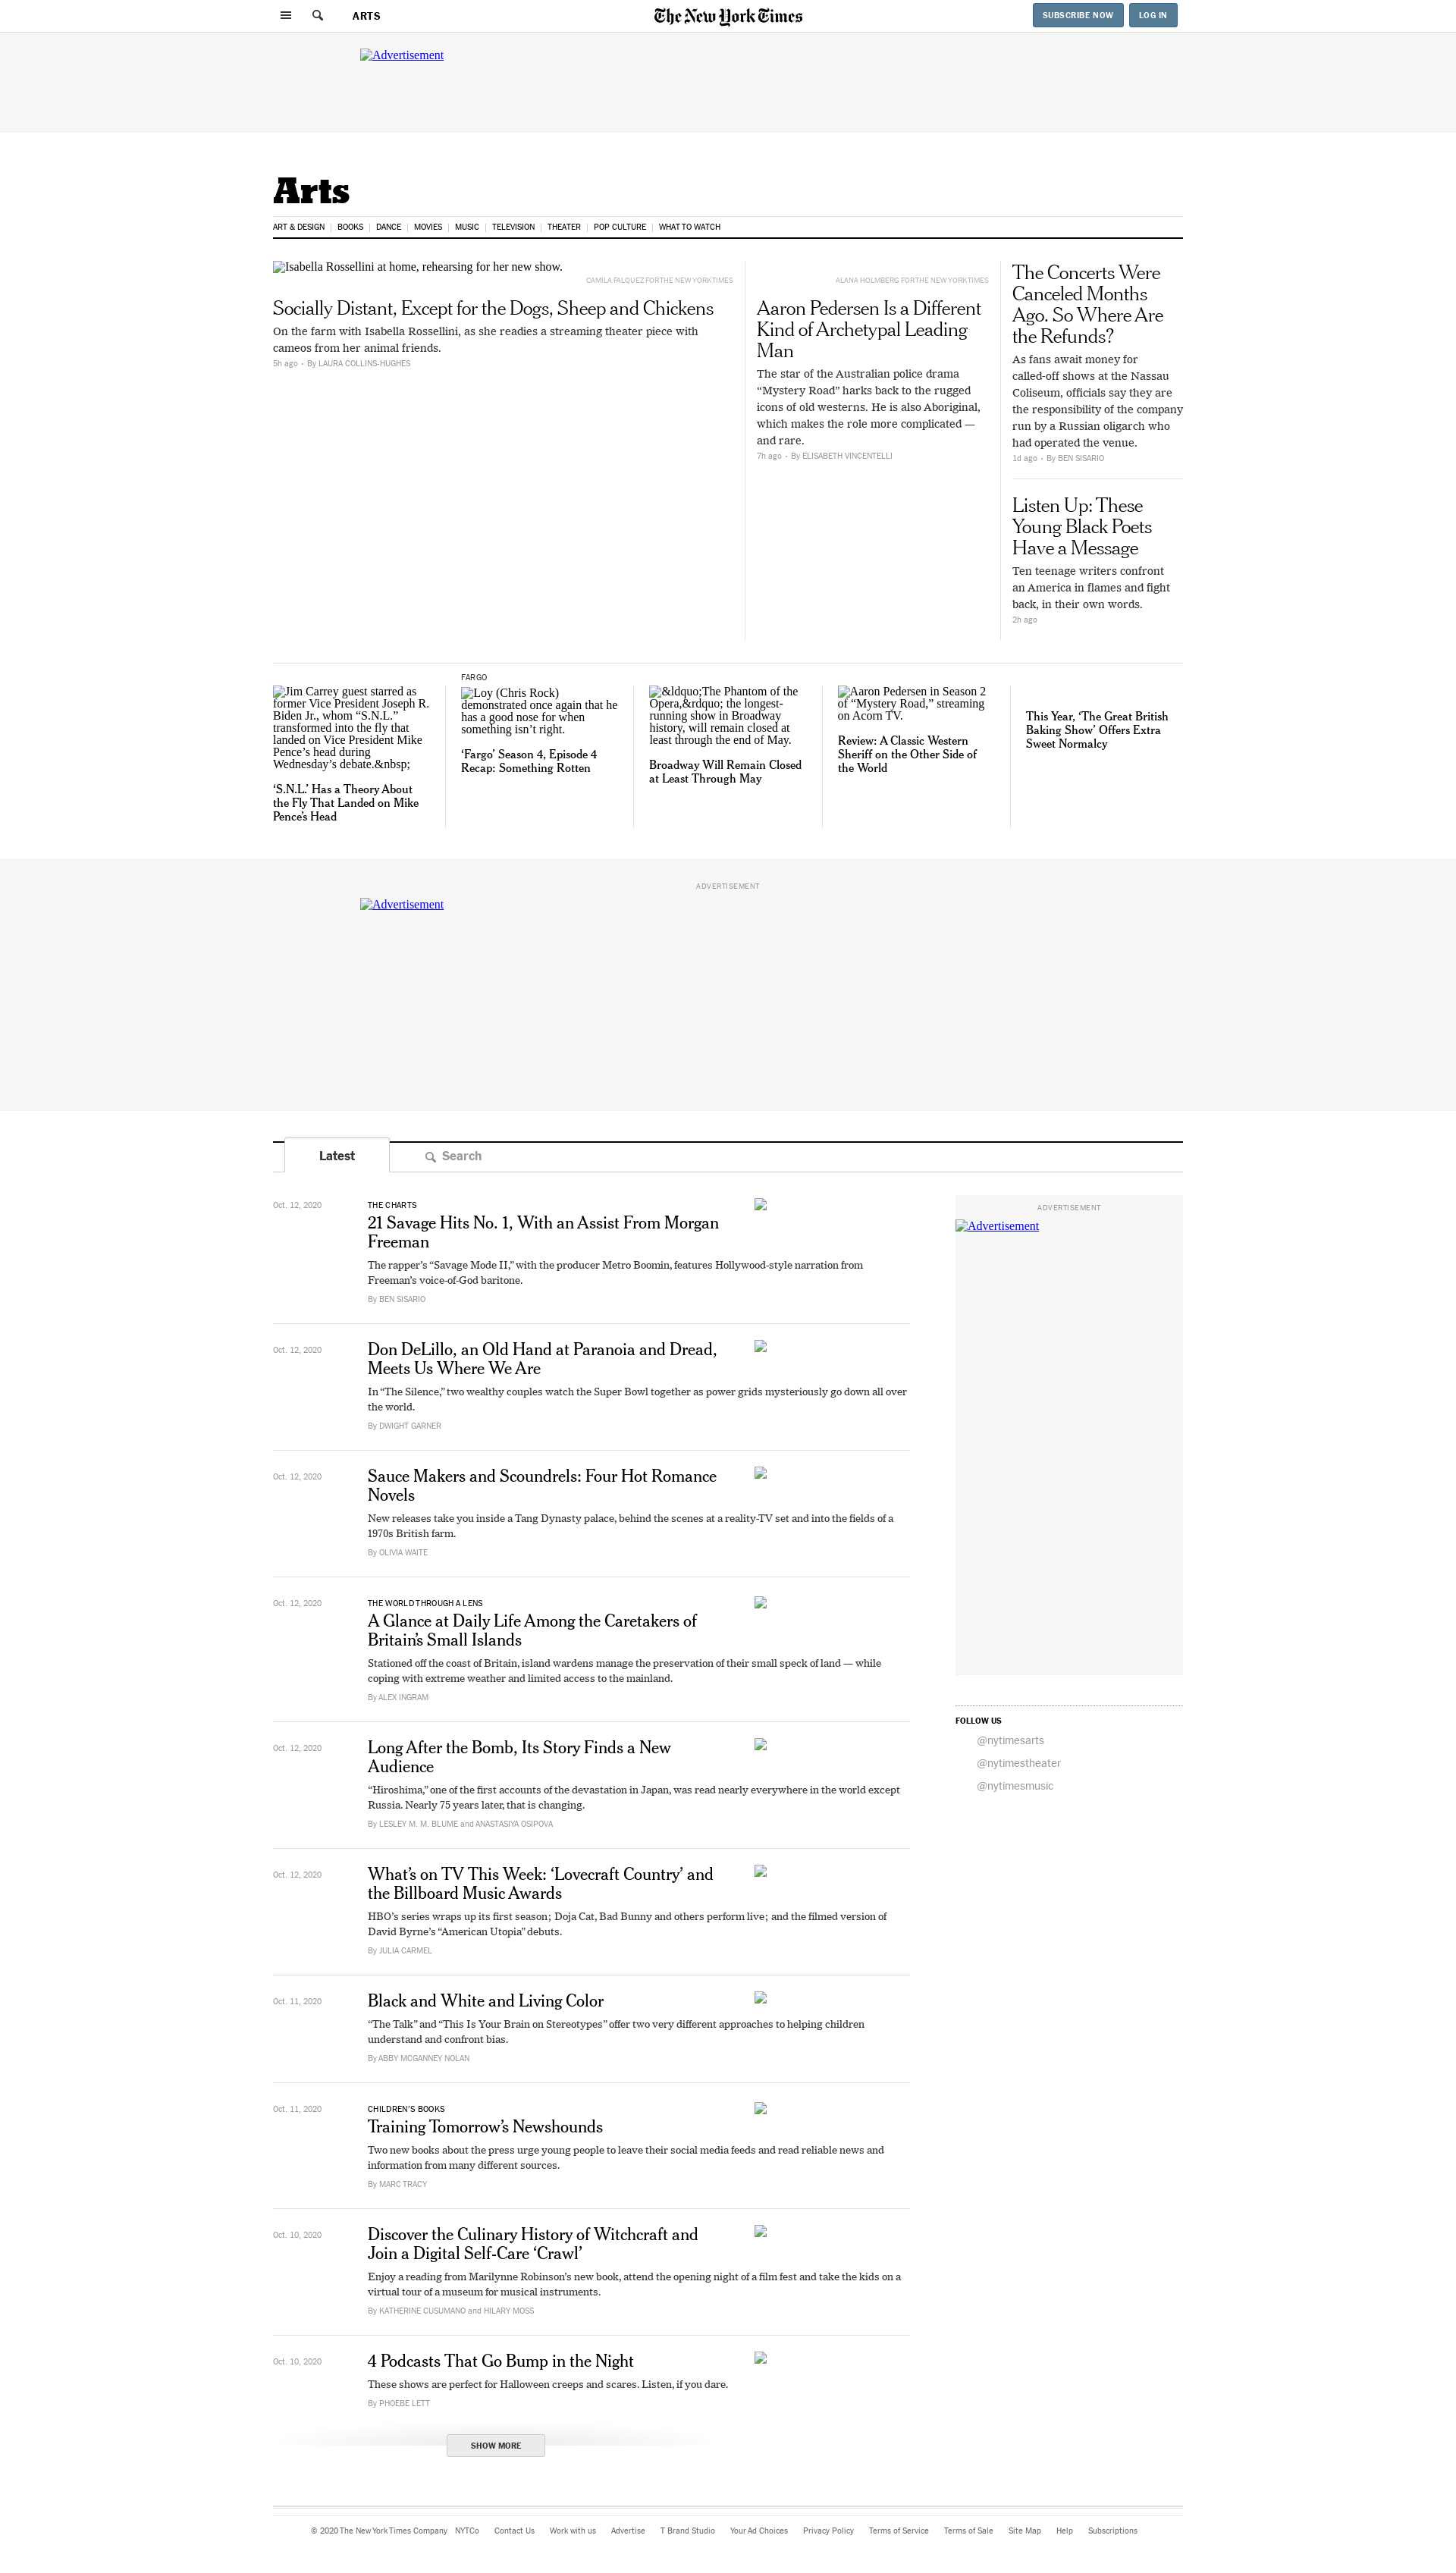 ARTS
The New York Times
SUBSCRIBE NOW
LOG IN
Advertisement
Arts
ART & DESIGN
BOOKS
DANCE
MOVIES
MUSIC
TELEVISION
THEATER
POP CULTURE
WHAT TO WATCH
Isabella Rossellini at home, rehearsing for her new show.
CAMILA FALQUEZ FOR THE NEW YORK TIMES
Socially Distant, Except for the Dogs, Sheep and Chickens
On the farm with Isabella Rossellini, as she readies a streaming theater piece with
cameos from her animal friends.
5h ago • By LAURA COLLINS-HUGHES
ALANA HOLMBERG FOR THE NEW YORK TIMES
Aaron Pedersen Is a Different
Kind of Archetypal Leading
Man
The star of the Australian police drama
“Mystery Road” harks back to the rugged
icons of old westerns. He is also Aboriginal,
which makes the role more complicated —
and rare.
7h ago • By ELISABETH VINCENTELLI
The Concerts Were
Canceled Months
Ago. So Where Are
the Refunds?
As fans await money for
called-off shows at the Nassau
Coliseum, officials say they are
the responsibility of the company
run by a Russian oligarch who
had operated the venue.
1d ago • By BEN SISARIO
Listen Up: These
Young Black Poets
Have a Message
Ten teenage writers confront
an America in flames and fight
back, in their own words.
2h ago
Jim Carrey guest starred as
former Vice President Joseph R.
Biden Jr., whom “S.N.L.”
transformed into the fly that
landed on Vice President Mike
Pence’s head during
Wednesday’s debate.&nbsp;
‘S.N.L.’ Has a Theory About
the Fly That Landed on Mike
Pence’s Head
FARGO
Loy (Chris Rock)
demonstrated once again that he
has a good nose for when
something isn’t right.
‘Fargo’ Season 4, Episode 4
Recap: Something Rotten
&ldquo;The Phantom of the
Opera,&rdquo; the longest-
running show in Broadway
history, will remain closed at
least through the end of May.
Broadway Will Remain Closed
at Least Through May
Aaron Pedersen in Season 2
of “Mystery Road,” streaming
on Acorn TV.
Review: A Classic Western
Sheriff on the Other Side of
the World
This Year, ‘The Great British
Baking Show’ Offers Extra
Sweet Normalcy
ADVERTISEMENT
Advertisement
Latest
Search
Oct. 12, 2020
THE CHARTS
21 Savage Hits No. 1, With an Assist From Morgan
Freeman
The rapper’s “Savage Mode II,” with the producer Metro Boomin, features Hollywood-style narration from
Freeman’s voice-of-God baritone.
By BEN SISARIO
Oct. 12, 2020
Don DeLillo, an Old Hand at Paranoia and Dread,
Meets Us Where We Are
In “The Silence,” two wealthy couples watch the Super Bowl together as power grids mysteriously go down all over
the world.
By DWIGHT GARNER
Oct. 12, 2020
Sauce Makers and Scoundrels: Four Hot Romance
Novels
New releases take you inside a Tang Dynasty palace, behind the scenes at a reality-TV set and into the fields of a
1970s British farm.
By OLIVIA WAITE
Oct. 12, 2020
THE WORLD THROUGH A LENS
A Glance at Daily Life Among the Caretakers of
Britain’s Small Islands
Stationed off the coast of Britain, island wardens manage the preservation of their small speck of land — while
coping with extreme weather and limited access to the mainland.
By ALEX INGRAM
Oct. 12, 2020
Long After the Bomb, Its Story Finds a New
Audience
“Hiroshima,” one of the first accounts of the devastation in Japan, was read nearly everywhere in the world except
Russia. Nearly 75 years later, that is changing.
By LESLEY M. M. BLUME and ANASTASIYA OSIPOVA
Oct. 12, 2020
What’s on TV This Week: ‘Lovecraft Country’ and
the Billboard Music Awards
HBO’s series wraps up its first season; Doja Cat, Bad Bunny and others perform live; and the filmed version of
David Byrne’s “American Utopia” debuts.
By JULIA CARMEL
Oct. 11, 2020
Black and White and Living Color
“The Talk” and “This Is Your Brain on Stereotypes” offer two very different approaches to helping children
understand and confront bias.
By ABBY MCGANNEY NOLAN
Oct. 11, 2020
CHILDREN’S BOOKS
Training Tomorrow’s Newshounds
Two new books about the press urge young people to leave their social media feeds and read reliable news and
information from many different sources.
By MARC TRACY
Oct. 10, 2020
Discover the Culinary History of Witchcraft and
Join a Digital Self-Care ‘Crawl’
Enjoy a reading from Marilynne Robinson’s new book, attend the opening night of a film fest and take the kids on a
virtual tour of a museum for musical instruments.
By KATHERINE CUSUMANO and HILARY MOSS
Oct. 10, 2020
4 Podcasts That Go Bump in the Night
These shows are perfect for Halloween creeps and scares. Listen, if you dare.
By PHOEBE LETT
SHOW MORE
ADVERTISEMENT
Advertisement
FOLLOW US
@nytimesarts
@nytimestheater
@nytimesmusic
© 2020 The New York Times Company
NYTCo
Contact Us
Work with us
Advertise
T Brand Studio
Your Ad Choices
Privacy Policy
Terms of Service
Terms of Sale
Site Map
Help
Subscriptions